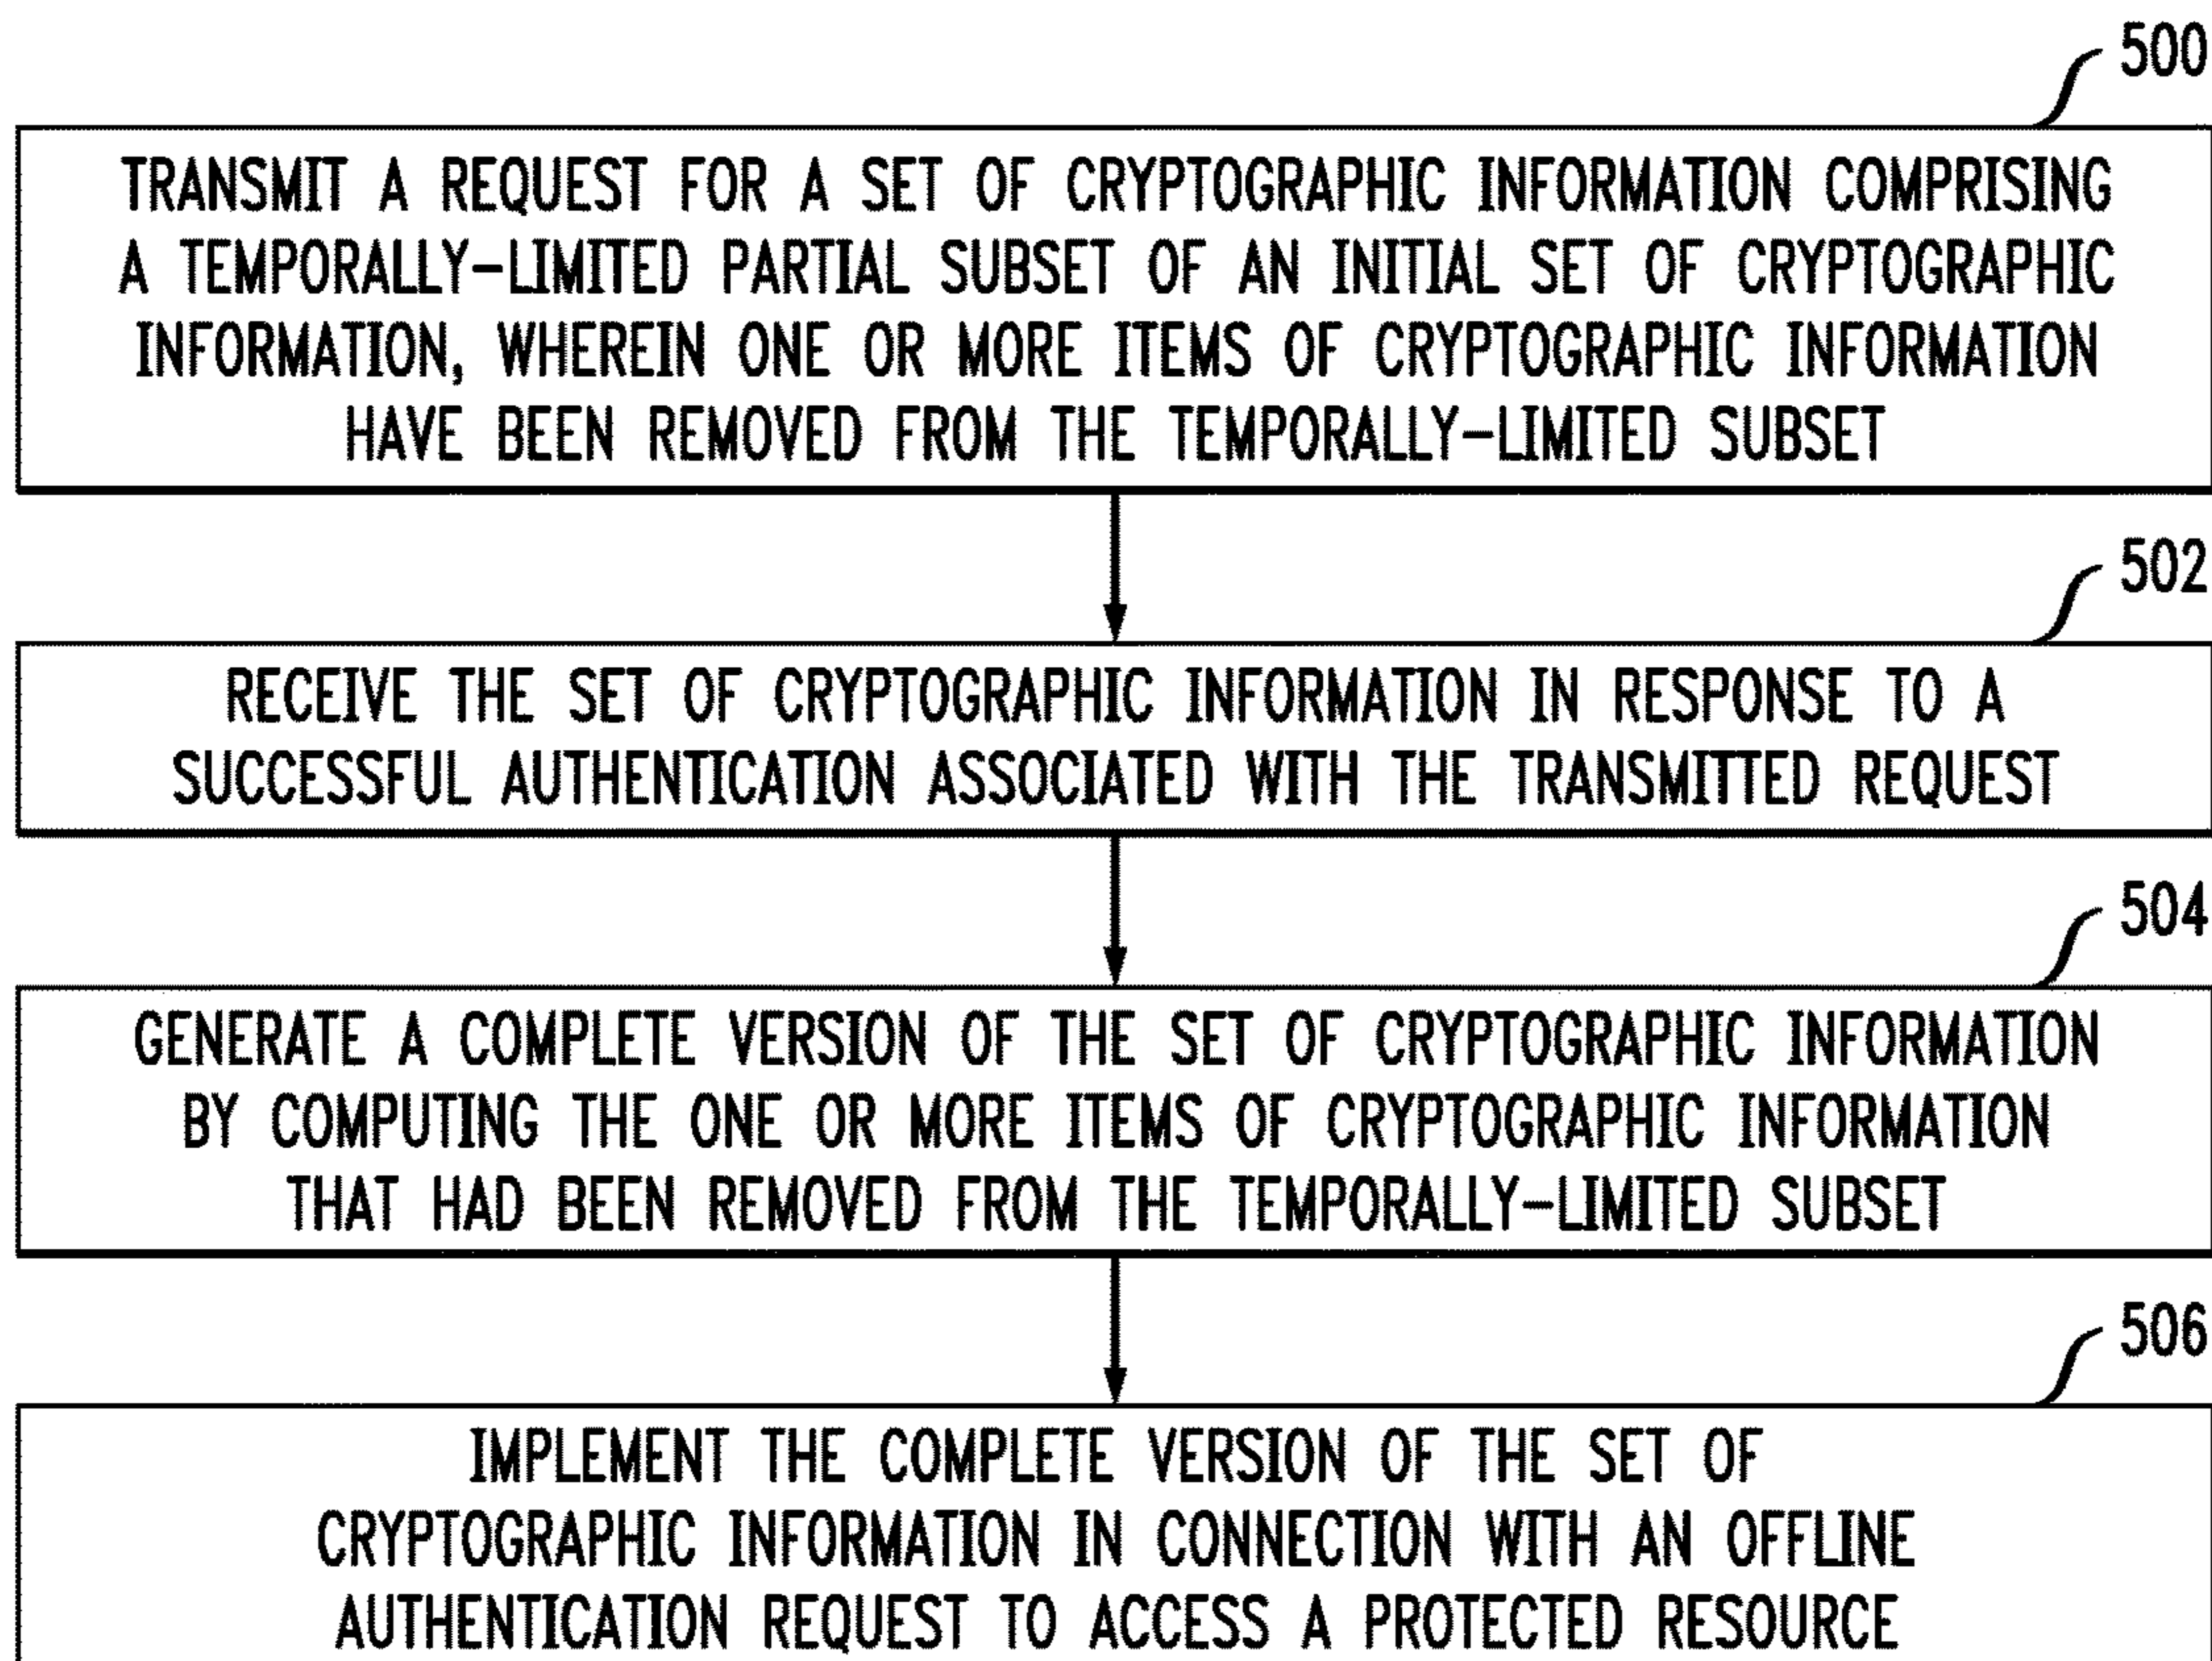 500
TRANSMIT A REQUEST FOR A SET OF CRYPTOGRAPHIC INFORMATION COMPRISING
A TEMPORALLY-LIMITED PARTIAL SUBSET OF AN INITIAL SET OF CRYPTOGRAPHIC
INFORMATION, WHEREIN ONE OR MORE ITEMS OF CRYPTOGRAPHIC INFORMATION
HAVE BEEN REMOVED FROM THE TEMPORALLY-LIMITED SUBSET
502
RECEIVE THE SET OF CRYPTOGRAPHIC INFORMATION IN RESPONSE TO A
SUCCESSFUL AUTHENTICATION ASSOCIATED WITH THE TRANSMITTED REQUEST
504
GENERATE A COMPLETE VERSION OF THE SET OF CRYPTOGRAPHIC INFORMATION
BY COMPUTING THE ONE OR MORE ITEMS OF CRYPTOGRAPHIC INFORMATION
THAT HAD BEEN REMOVED FROM THE TEMPORALLY-LIMITED SUBSET
506
IMPLEMENT THE COMPLETE VERSION OF THE SET OF
CRYPTOGRAPHIC INFORMATION IN CONNECTION WITH AN OFFLINE
AUTHENTICATION REQUEST TO ACCESS A PROTECTED RESOURCE